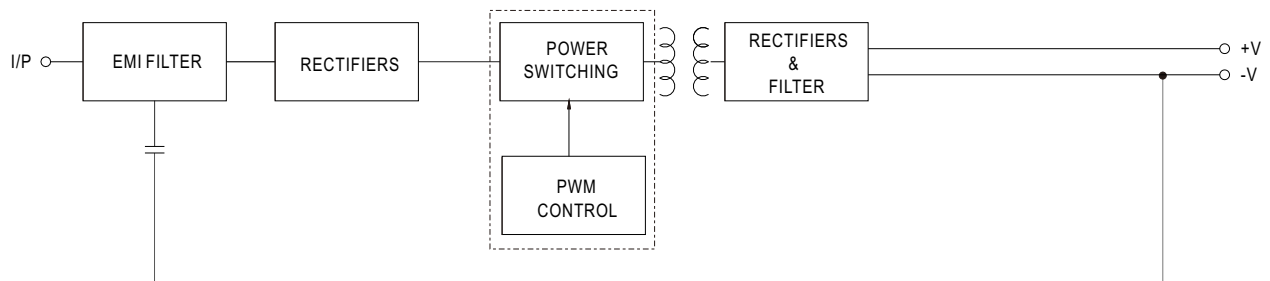 I/P
EMI FILTER
RECTIFIERS
POWER
SWITCHING
PWM
CONTROL
RECTIFIERS
&
FILTER
+V
-V